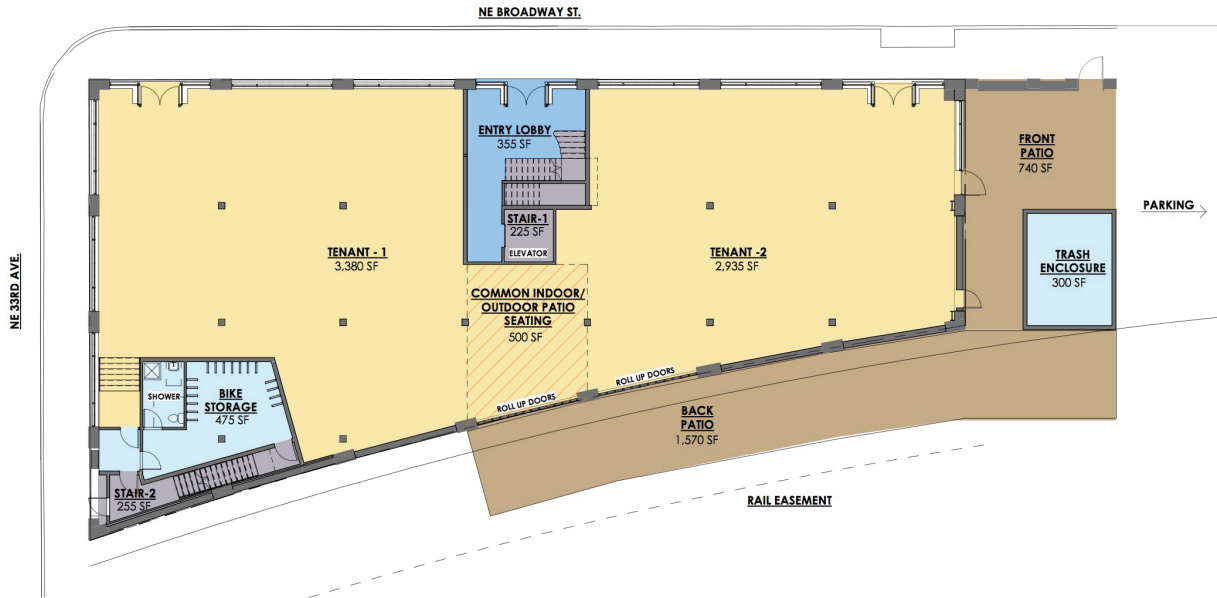 NE BROADWAY ST.
NE 33RD AVE.
ENTRY LOBBY
355 SF
FRONT
PATIO
740 SF
PARKING
STAIR-1
225 SF
ELEVATOR
TENANT - 1
3,380 SF
TENANT -2
2,935 SF
TRASH
ENCLOSURE
300 SF
COMMON INDOOR/
OUTDOOR PATIO
SEATING
500 SF
ROLL UP DOORS
ROLL UP DOORS
SHOWER
BIKE
STORAGE
475 SF
BACK
PATIO
1,570 SF
STAIR-2
255 SF
RAIL EASEMENT